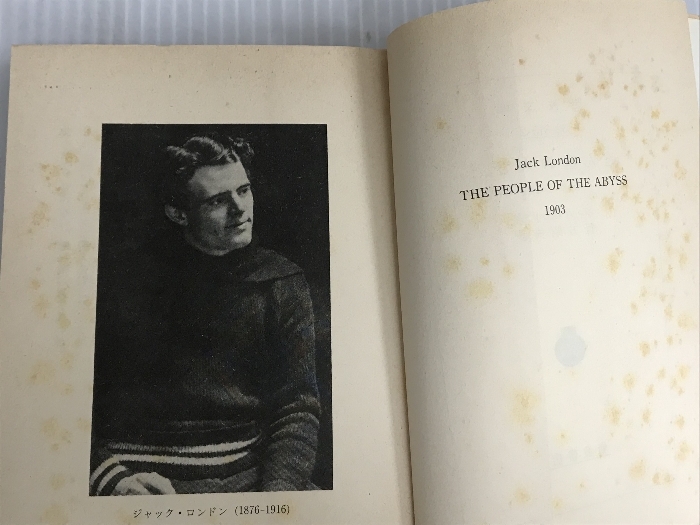 ジャック・ロンドン (1876-1916)
Jack London
THE PEOPLE OF THE ABYSS
1903